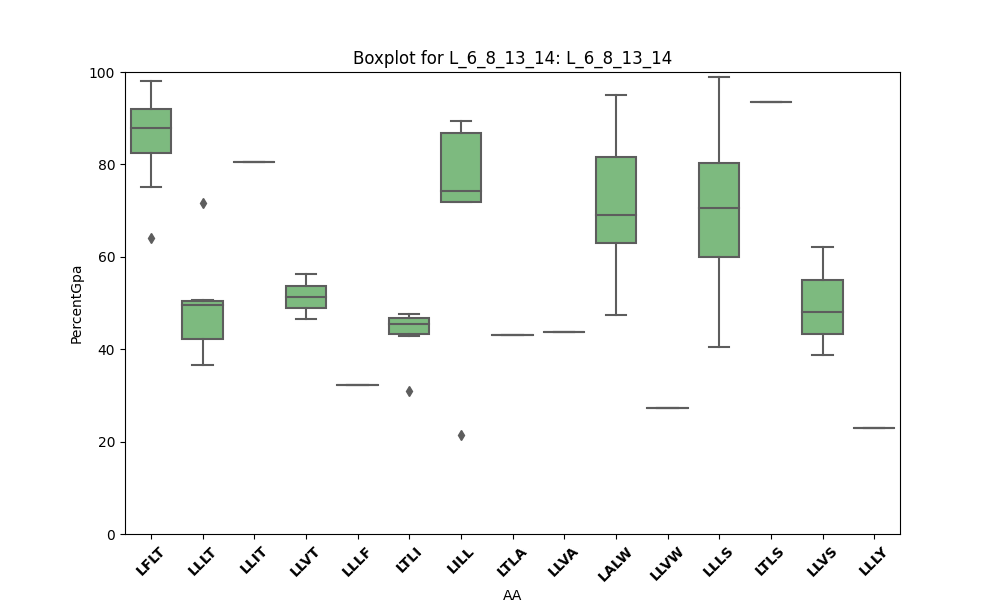 Boxplot for L_6_8_13_14: L_6_8_13_14
100
80
60
40
20
0
PercentGpa
LFLT
LLLT
LLIT
LLVT
LLLF
LTLI
LILL
LTLA
LLVA
LALW
LLVW
LLLS
LTLS
LLVS
LLLY
AA